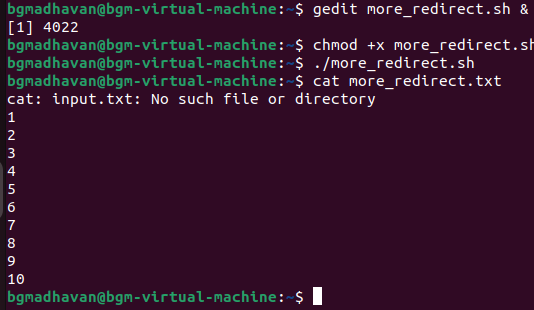 bgmadhavan@bgm-virtual-machine:~$ gedit more_redirect.sh &
[1] 4022
bgmadhavan@bgm-virtual-machine:~$ chmod +x more_redirect.sh
bgmadhavan@bgm-virtual-machine:~$ ./more_redirect.sh
bgmadhavan@bgm-virtual-machine:~$ cat more_redirect.txt
cat: input.txt: No such file or directory
1
2
3
4
5
6
7
8
9
10
bgmadhavan@bgm-virtual-machine:~$